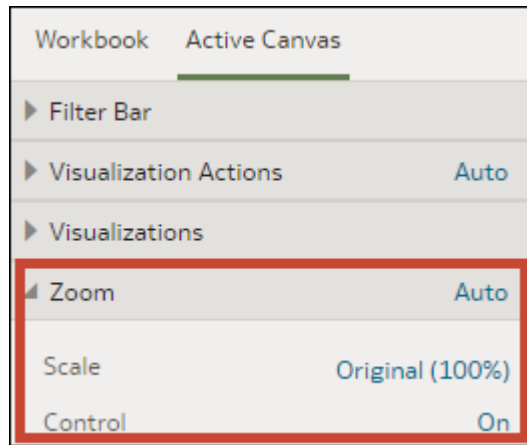 Workbook Active Canvas
Filter Bar
Visualization Actions Auto
Visualizations
Zoom Auto
Scale Original (100%)
Control On